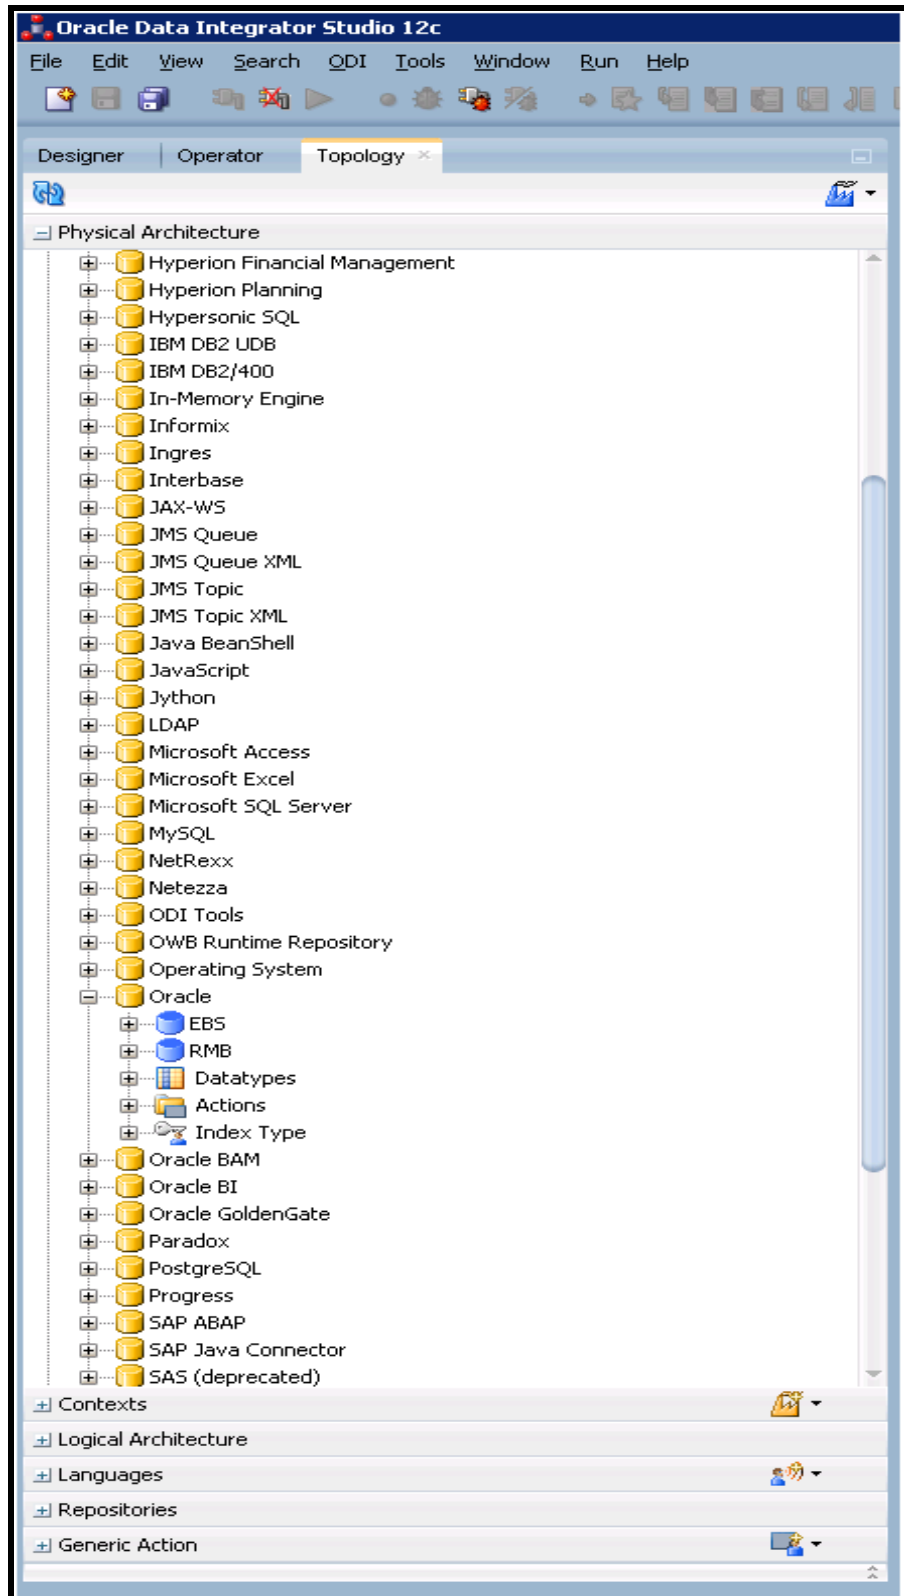 Oracle Data Integrator Studio 12c
File Edit View Search ODI Tools Window Run Help
Designer Operator Topology
Physical Architecture
Hyperion Financial Management
Hyperion Planning
Hypersonic SQL
IBM DB2 UDB
IBM DB2/400
In-Memory Engine
Informix
Ingres
Interbase
JAX-WS
JMS Queue
JMS Queue XML
JMS Topic
JMS Topic XML
Java BeanShell
JavaScript
Jython
LDAP
Microsoft Access
Microsoft Excel
Microsoft SQL Server
MySQL
NetRexx
Netezza
ODI Tools
OWB Runtime Repository
Operating System
Oracle
EBS
RMB
Datatypes
Actions
Index Type
Oracle BAM
Oracle BI
Oracle GoldenGate
Paradox
PostgreSQL
Progress
SAP ABAP
SAP Java Connector
SAS (deprecated)
Contexts
Logical Architecture
Languages
Repositories
Generic Action